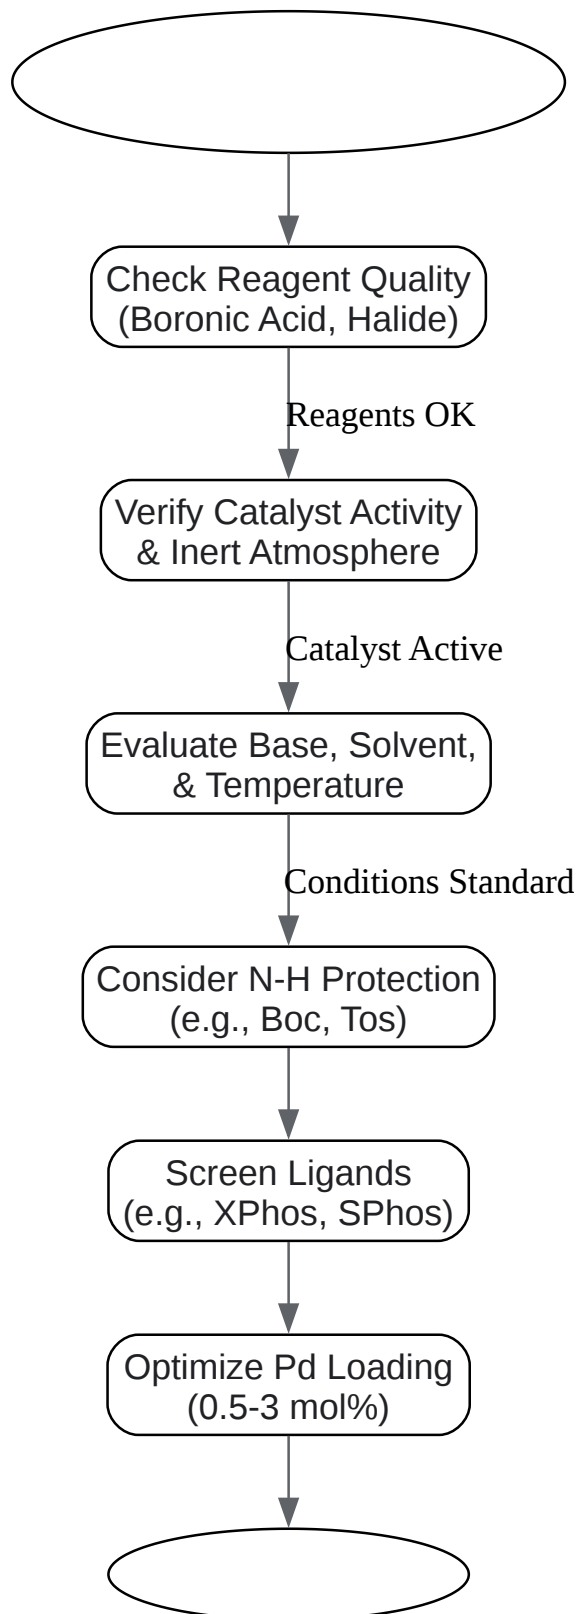 Check Reagent Quality
(Boronic Acid, Halide)
Reagents OK
Verify Catalyst Activity
& Inert Atmosphere
Catalyst Active
Evaluate Base, Solvent,
& Temperature
Conditions Standard
Consider N-H Protection
(e.g., Boc, Tos)
Screen Ligands
(e.g., XPhos, SPhos)
Optimize Pd Loading
(0.5-3 mol%)